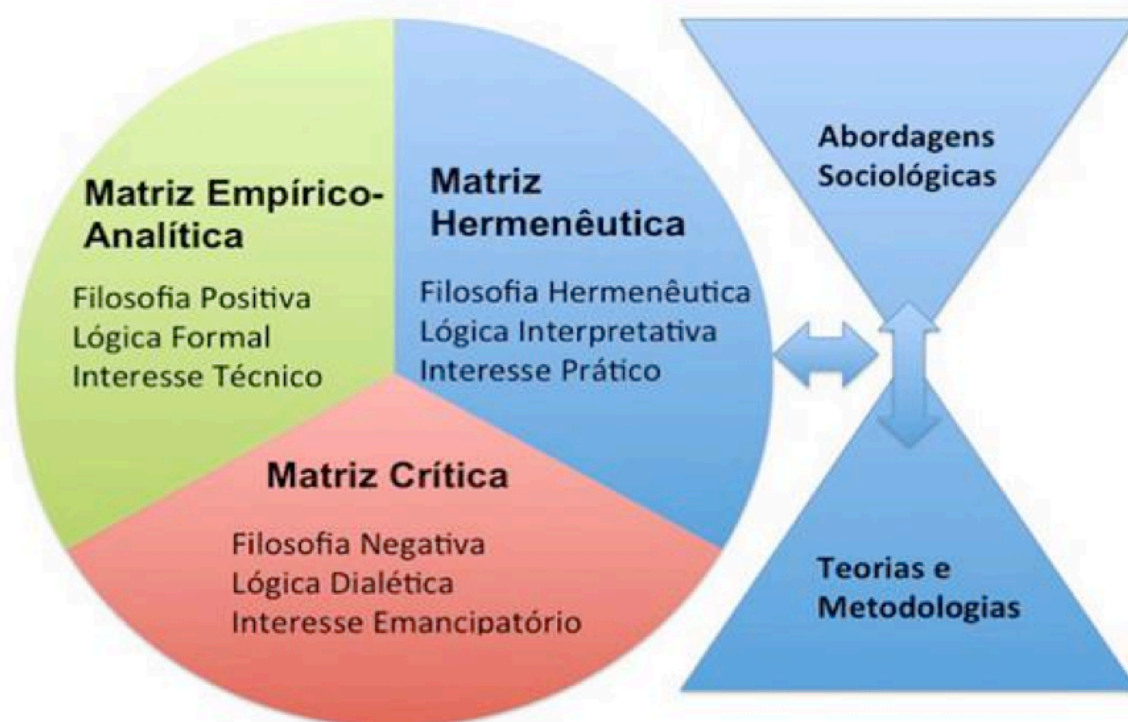 Matriz Empírico-
Analítica
Filosofia Positiva
Lógica Formal
Interesse Técnico
Matriz
Hermenêutica
Filosofia Hermenêutica
Lógica Interpretativa
Interesse Prático
Matriz Crítica
Filosofia Negativa
Lógica Dialética
Interesse Emancipatório
Abordagens
Sociológicas
Teorias e
Metodologias